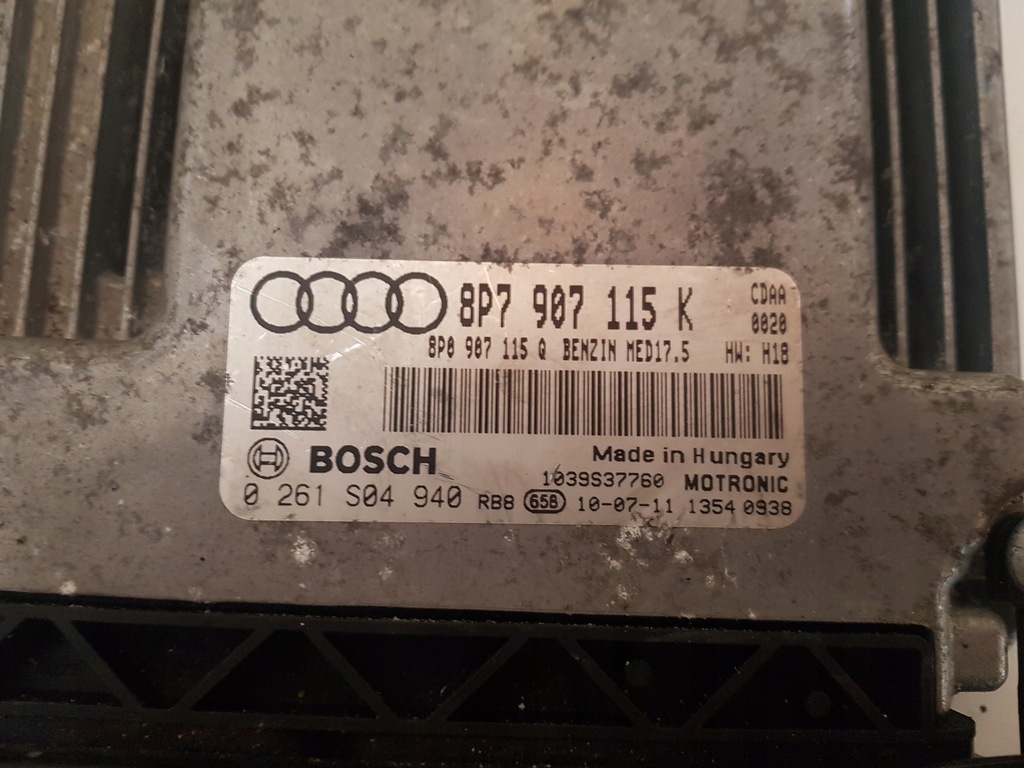 8P7 907 115 K CDAA
0020
8P0 907 115 Q BENZIN MED17.5 HW: H18
BOSCH Made in Hungary
1039S37760 MOTRONIC
0 261 S04 940 RB8 658 10-07-11 1354 0938